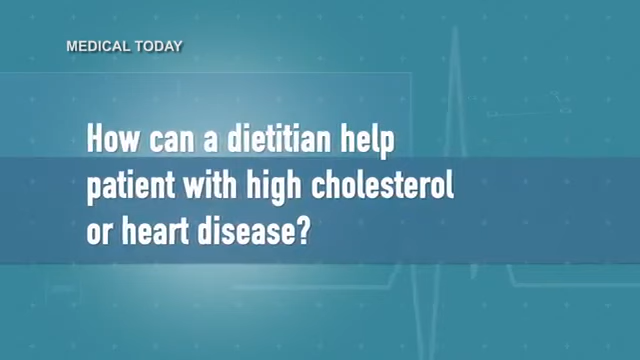 MEDICAL TODAY
How can a dietitian help
patient with high cholesterol
or heart disease?